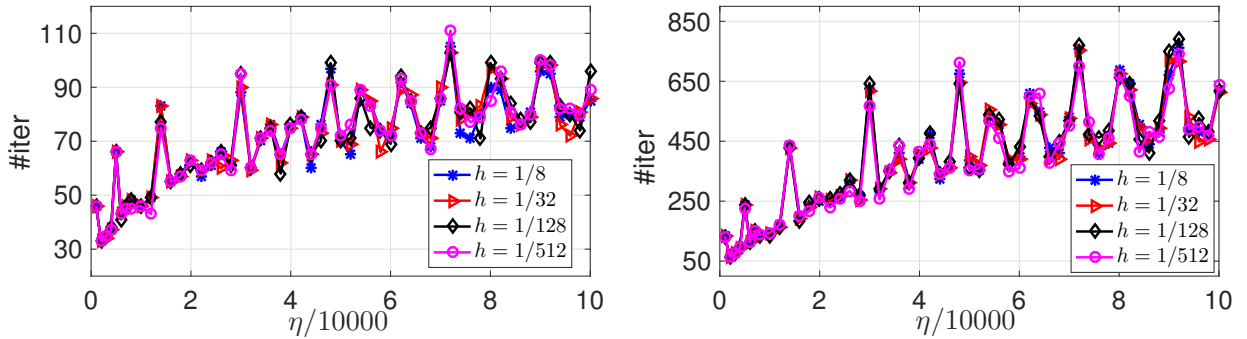 110
90
70
50
30
#iter
0
2
4
6
8
10
η/10000
h = 1/8
h = 1/32
h = 1/128
h = 1/512
850
650
450
250
50
#iter
0
2
4
6
8
10
η/10000
h = 1/8
h = 1/32
h = 1/128
h = 1/512